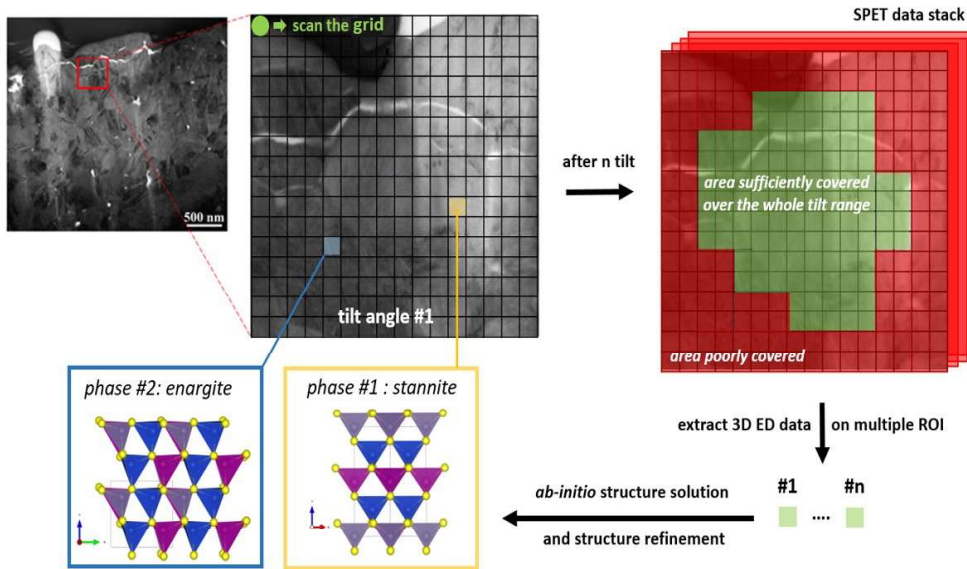 scan the grid
SPET data stack
500 nm
after n tilt
area sufficiently covered
over the whole tilt range
tilt angle #1
area poorly covered
phase #2: enargite
phase #1 : stannite
extract 3D ED data
on multiple ROI
#1
#n
....
ab-initio structure solution
and structure refinement